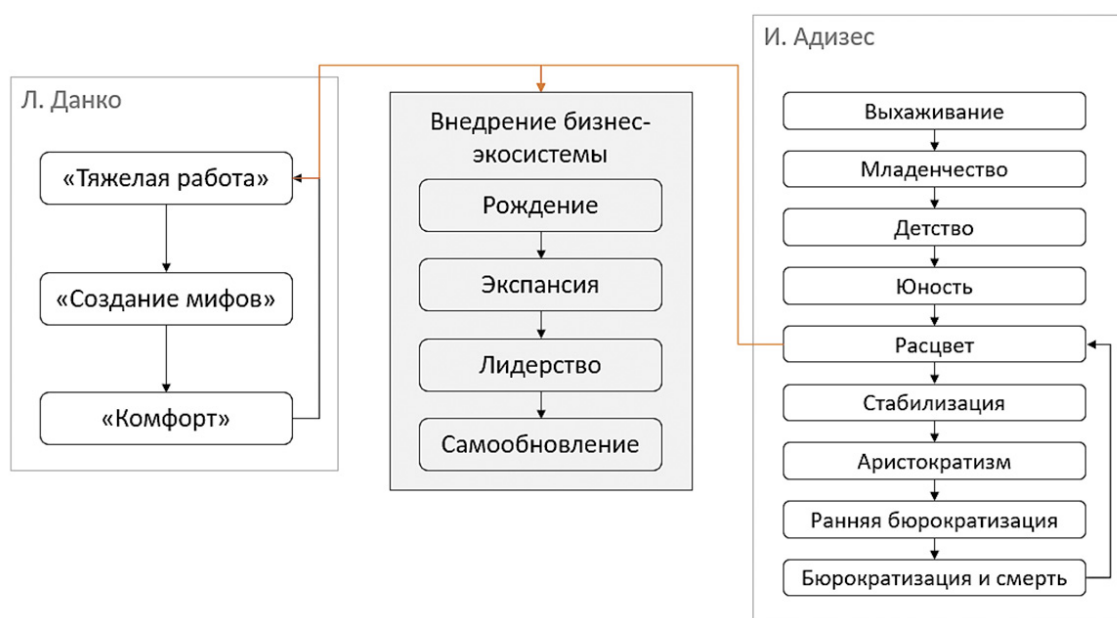 Л. Данко
«Тяжелая работа»
«Создание мифов»
«Комфорт»
Внедрение бизнес-
экосистемы
Рождение
Экспансия
Лидерство
Самообновление
И. Адизес
Выхаживание
Младенчество
Детство
Юность
Расцвет
Стабилизация
Аристократизм
Ранняя бюрократизация
Бюрократизация и смерть